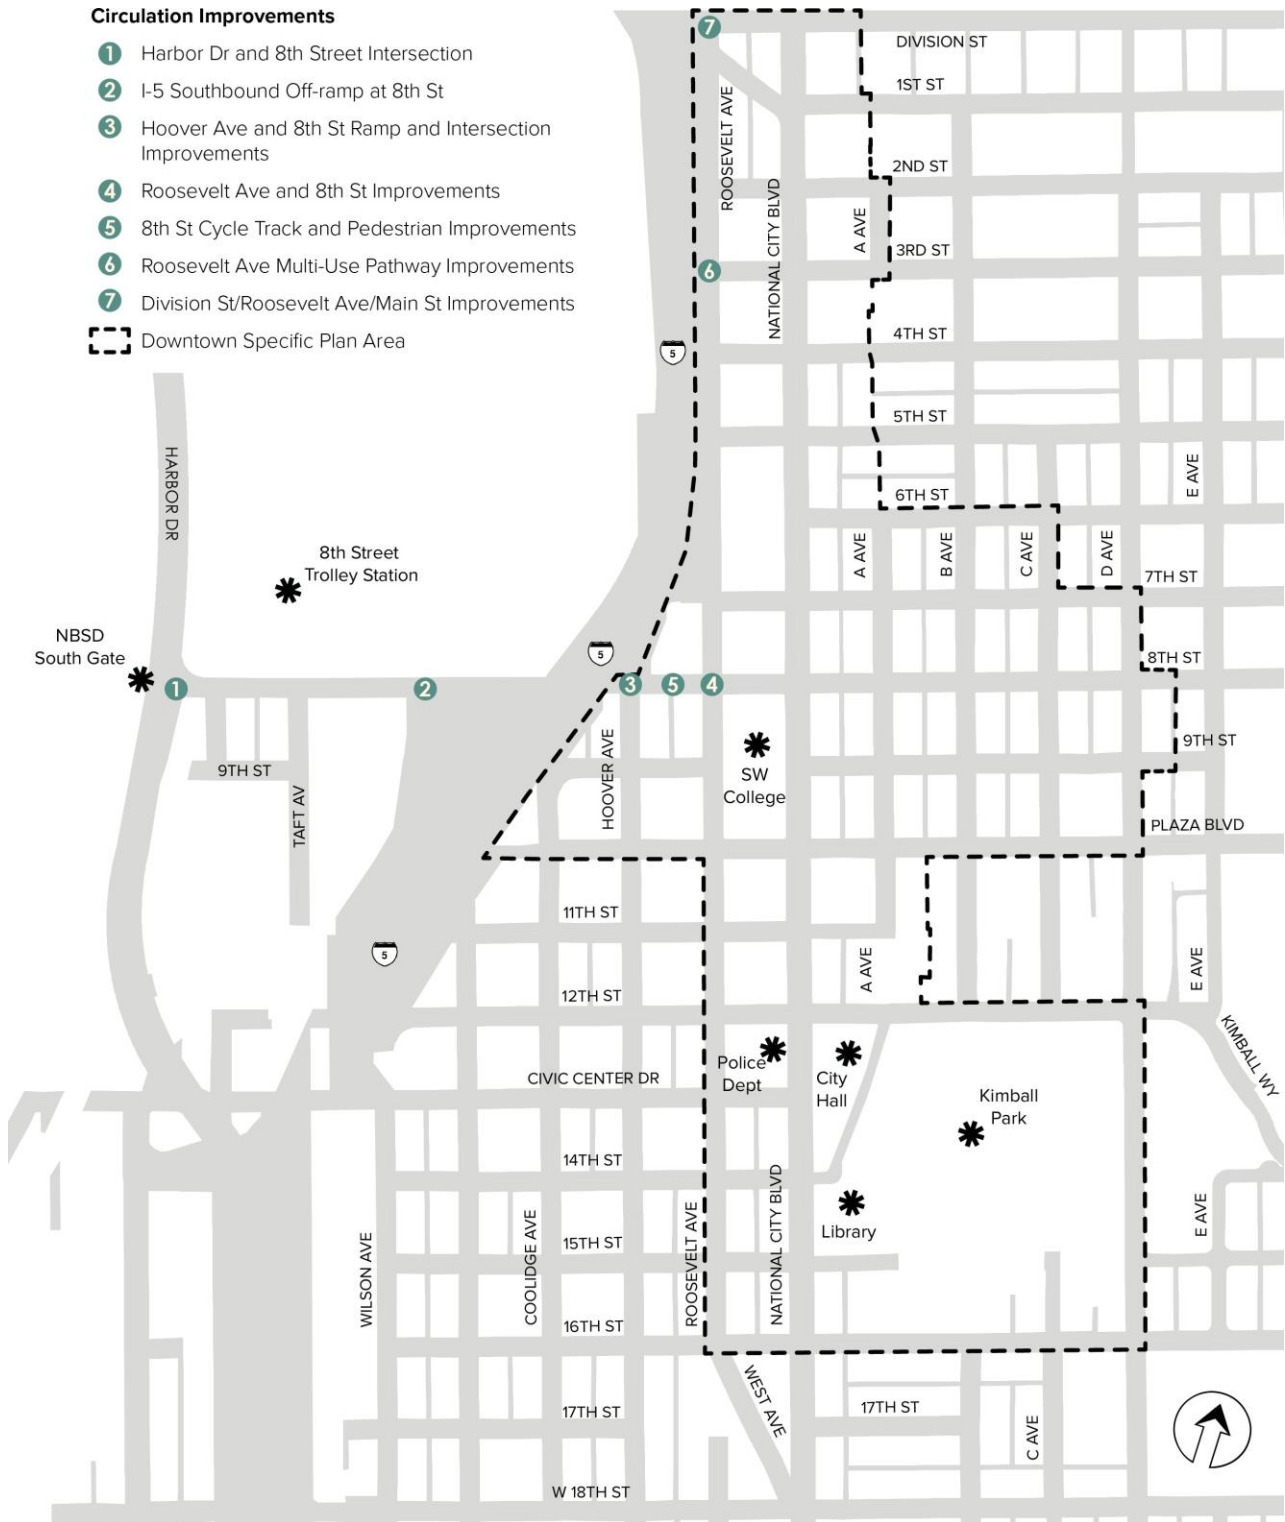 Circulation Improvements
1 Harbor Dr and 8th Street Intersection
2 I-5 Southbound Off-ramp at 8th St
3 Hoover Ave and 8th St Ramp and Intersection
Improvements
4 Roosevelt Ave and 8th St Improvements
5 8th St Cycle Track and Pedestrian Improvements
6 Roosevelt Ave Multi-Use Pathway Improvements
7 Division St/Roosevelt Ave/Main St Improvements
Downtown Specific Plan Area
7
DIVISION ST
1ST ST
ROOSEVELT AVE
2ND ST
NATIONAL CITY BLVD
A AVE
3RD ST
6
4TH ST
5
5TH ST
HARBOR DR
E AVE
6TH ST
8th Street
Trolley Station
A AVE
B AVE
C AVE
D AVE
7TH ST
NBSD
South Gate
5
8TH ST
1
2
3
5
4
9TH ST
9TH ST
HOOVER AVE
SW
College
TAFT AV
PLAZA BLVD
11TH ST
5
A AVE
E AVE
12TH ST
KIMBALL WY
Police
Dept
City
Hall
CIVIC CENTER DR
Kimball
Park
14TH ST
NATIONAL CITY BLVD
Library
E AVE
15TH ST
WILSON AVE
COOLIDGE AVE
ROOSEVELT AVE
16TH ST
WEST AVE
17TH ST
17TH ST
C AVE
W 18TH ST